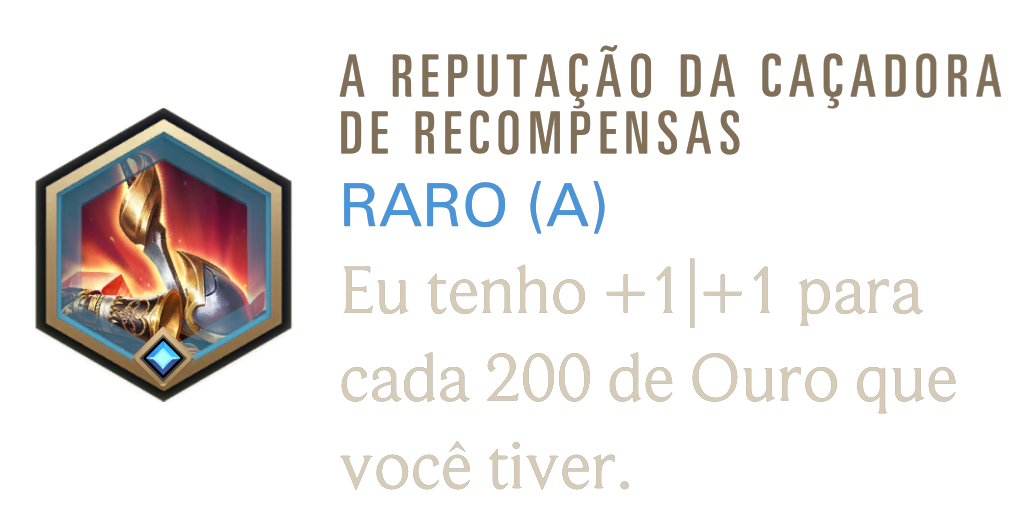 A REPUTAÇÃO DA CAÇADORA
DE RECOMPENSAS
RARO (A)
Eu tenho +1|+1 para
cada 200 de Ouro que
você tiver.